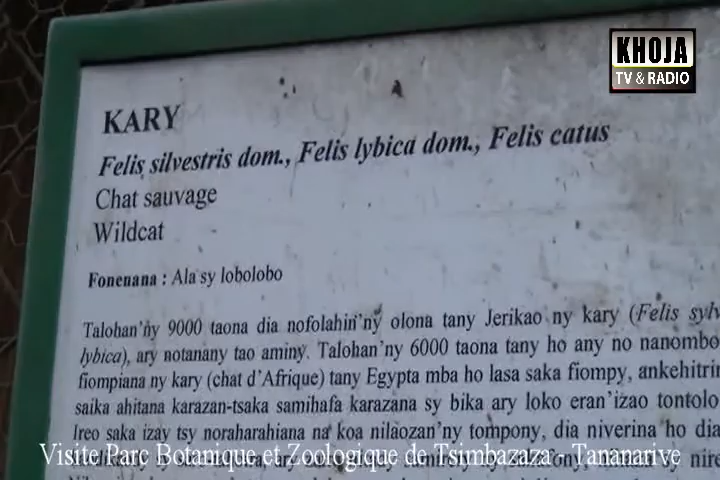 KHOJA
TV & RADIO
KARY
Felis silvestris dom., Felis lybica dom., Felis catus
Chat sauvage
Wildcat
Fonenana : Ala sy lobolobo
Talohan'ny 9000 taona dia nofolahin'ny olona tany Jerikao ny kary (Felis sylv
lybica), ary notanany tao aminy. Talohan'ny 6000 taona tany ho any no nanombo
fiompiana ny kary (chat d'Afrique) tany Egypta mba ho lasa saka fiompy, ankehitrin
saika ahitana karazan-tsaka samihafa karazana sy bika ary loko eran'izao tontolo
Ireo saka izay tsy noraharahiana na koa nilaozan'ny tompony, dia niverina ho dia
Visite Parc Botanique et Zoologique de Tsimbazaza - Tananarive